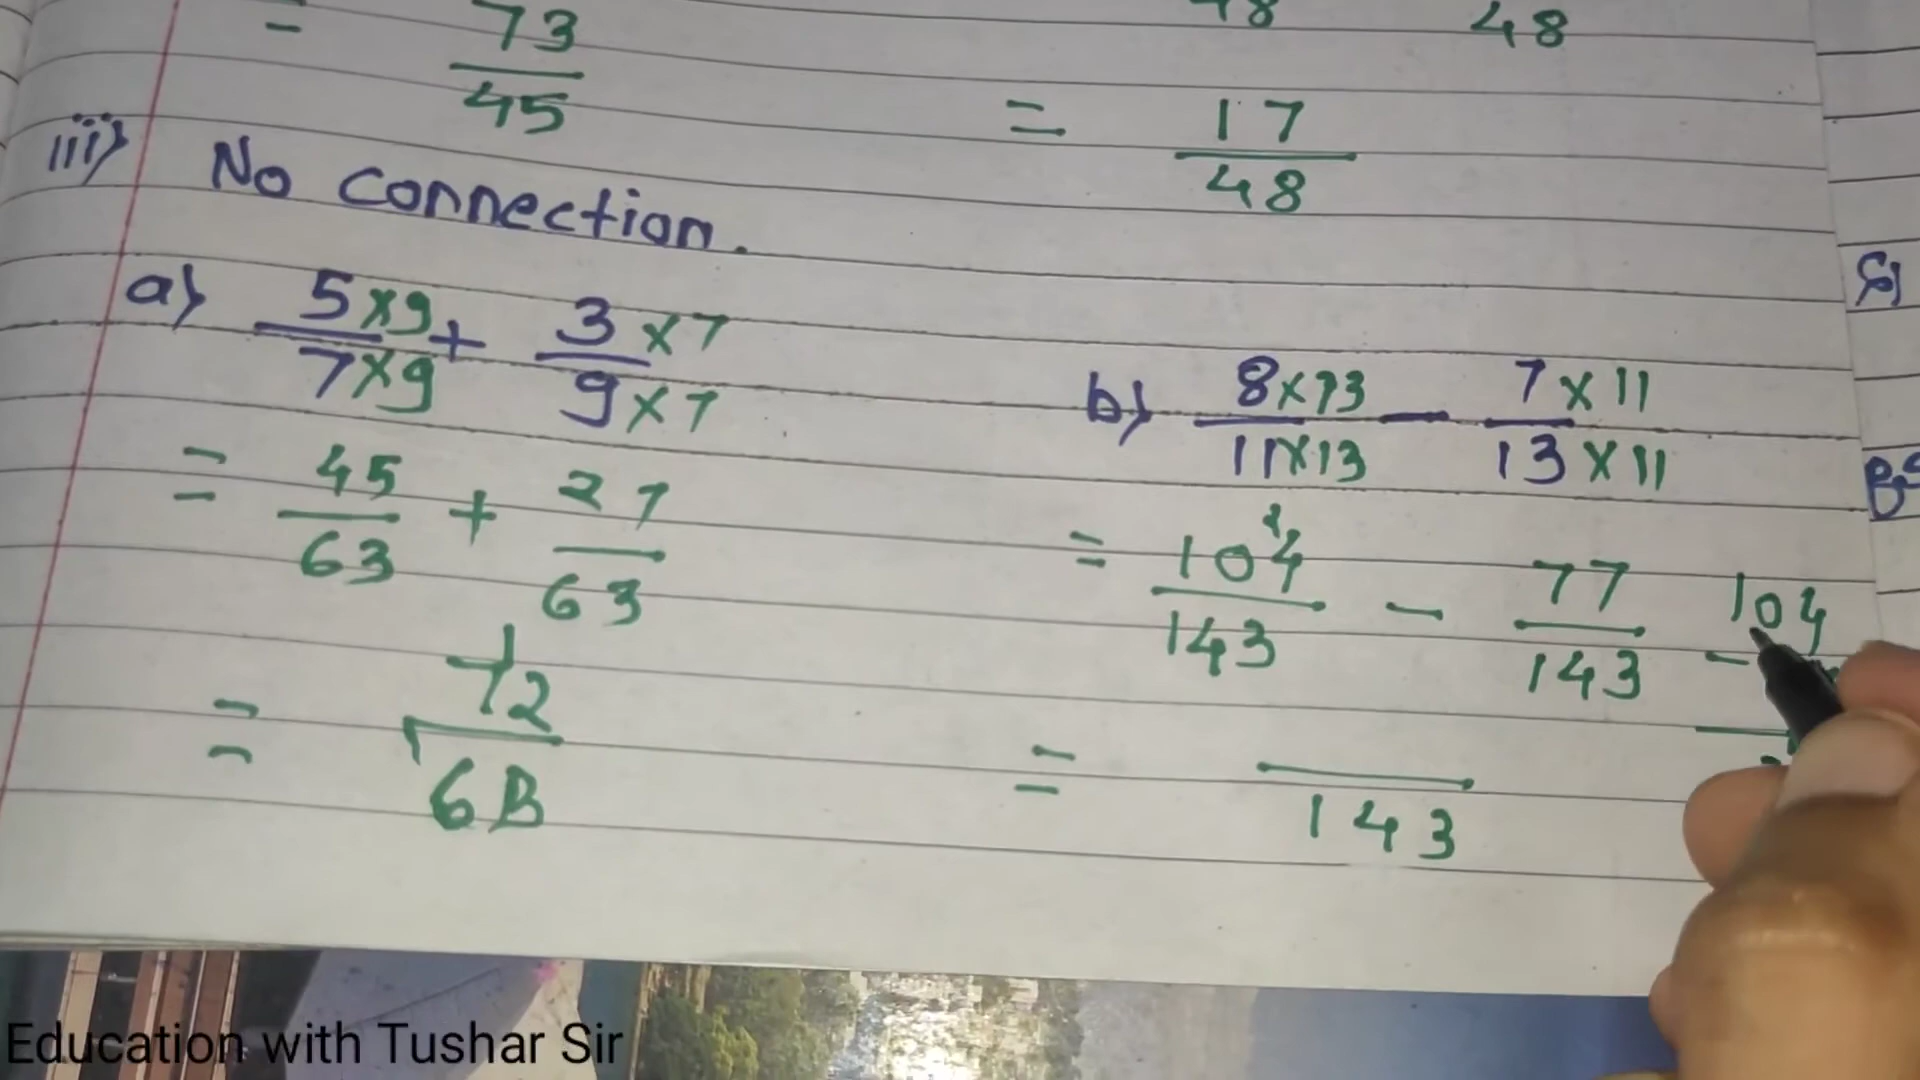 = 73/45
48 48
= 17/48
iii) No connection.
a) 5×9/7×9 + 3×7/9×7
= 45/63 + 27/63
= 72/63
b) 8×13/11×13 - 7×11/13×11
= 104/143 - 77/143
104
-
= /143
Education with Tushar Sir